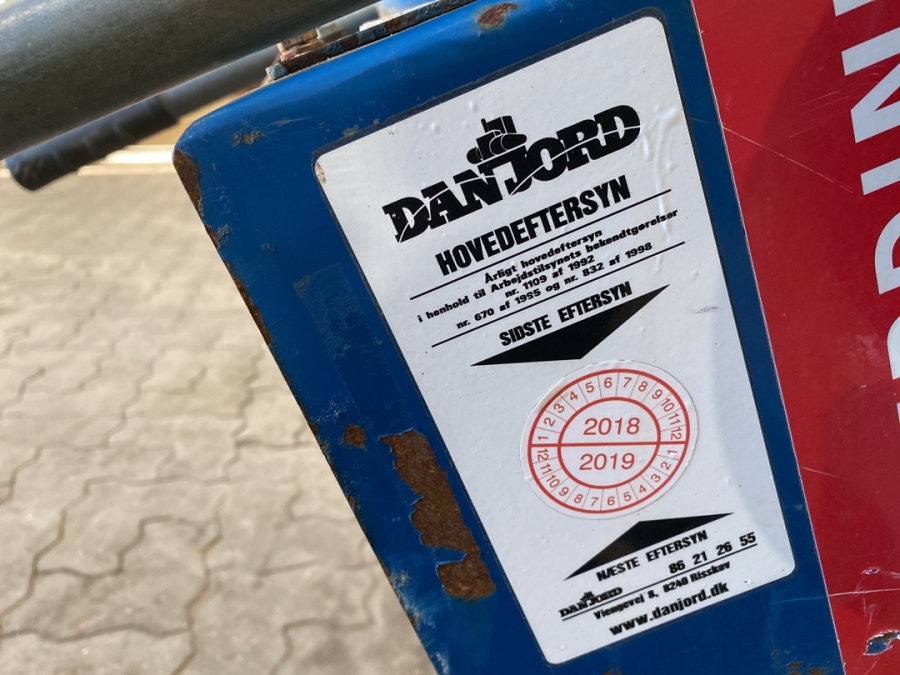 DANJORD
HOVEDEFTERSYN
Årligt hovedeftersyn
i henhold til Arbejdstilsynets bekendtgørelser
nr. 1109 af 1992
nr. 670 af 1995 og nr. 832 af 1998
SIDSTE EFTERSYN
1 2 3 4 5 6 7 8 9 10 11 12
2018
2019
12 11 10 9 8 7 6 5 4 3 2 1
NÆSTE EFTERSYN
86 21 26 55
DANJORD
Viengevej 8, 8240 Risskov
www.danjord.dk